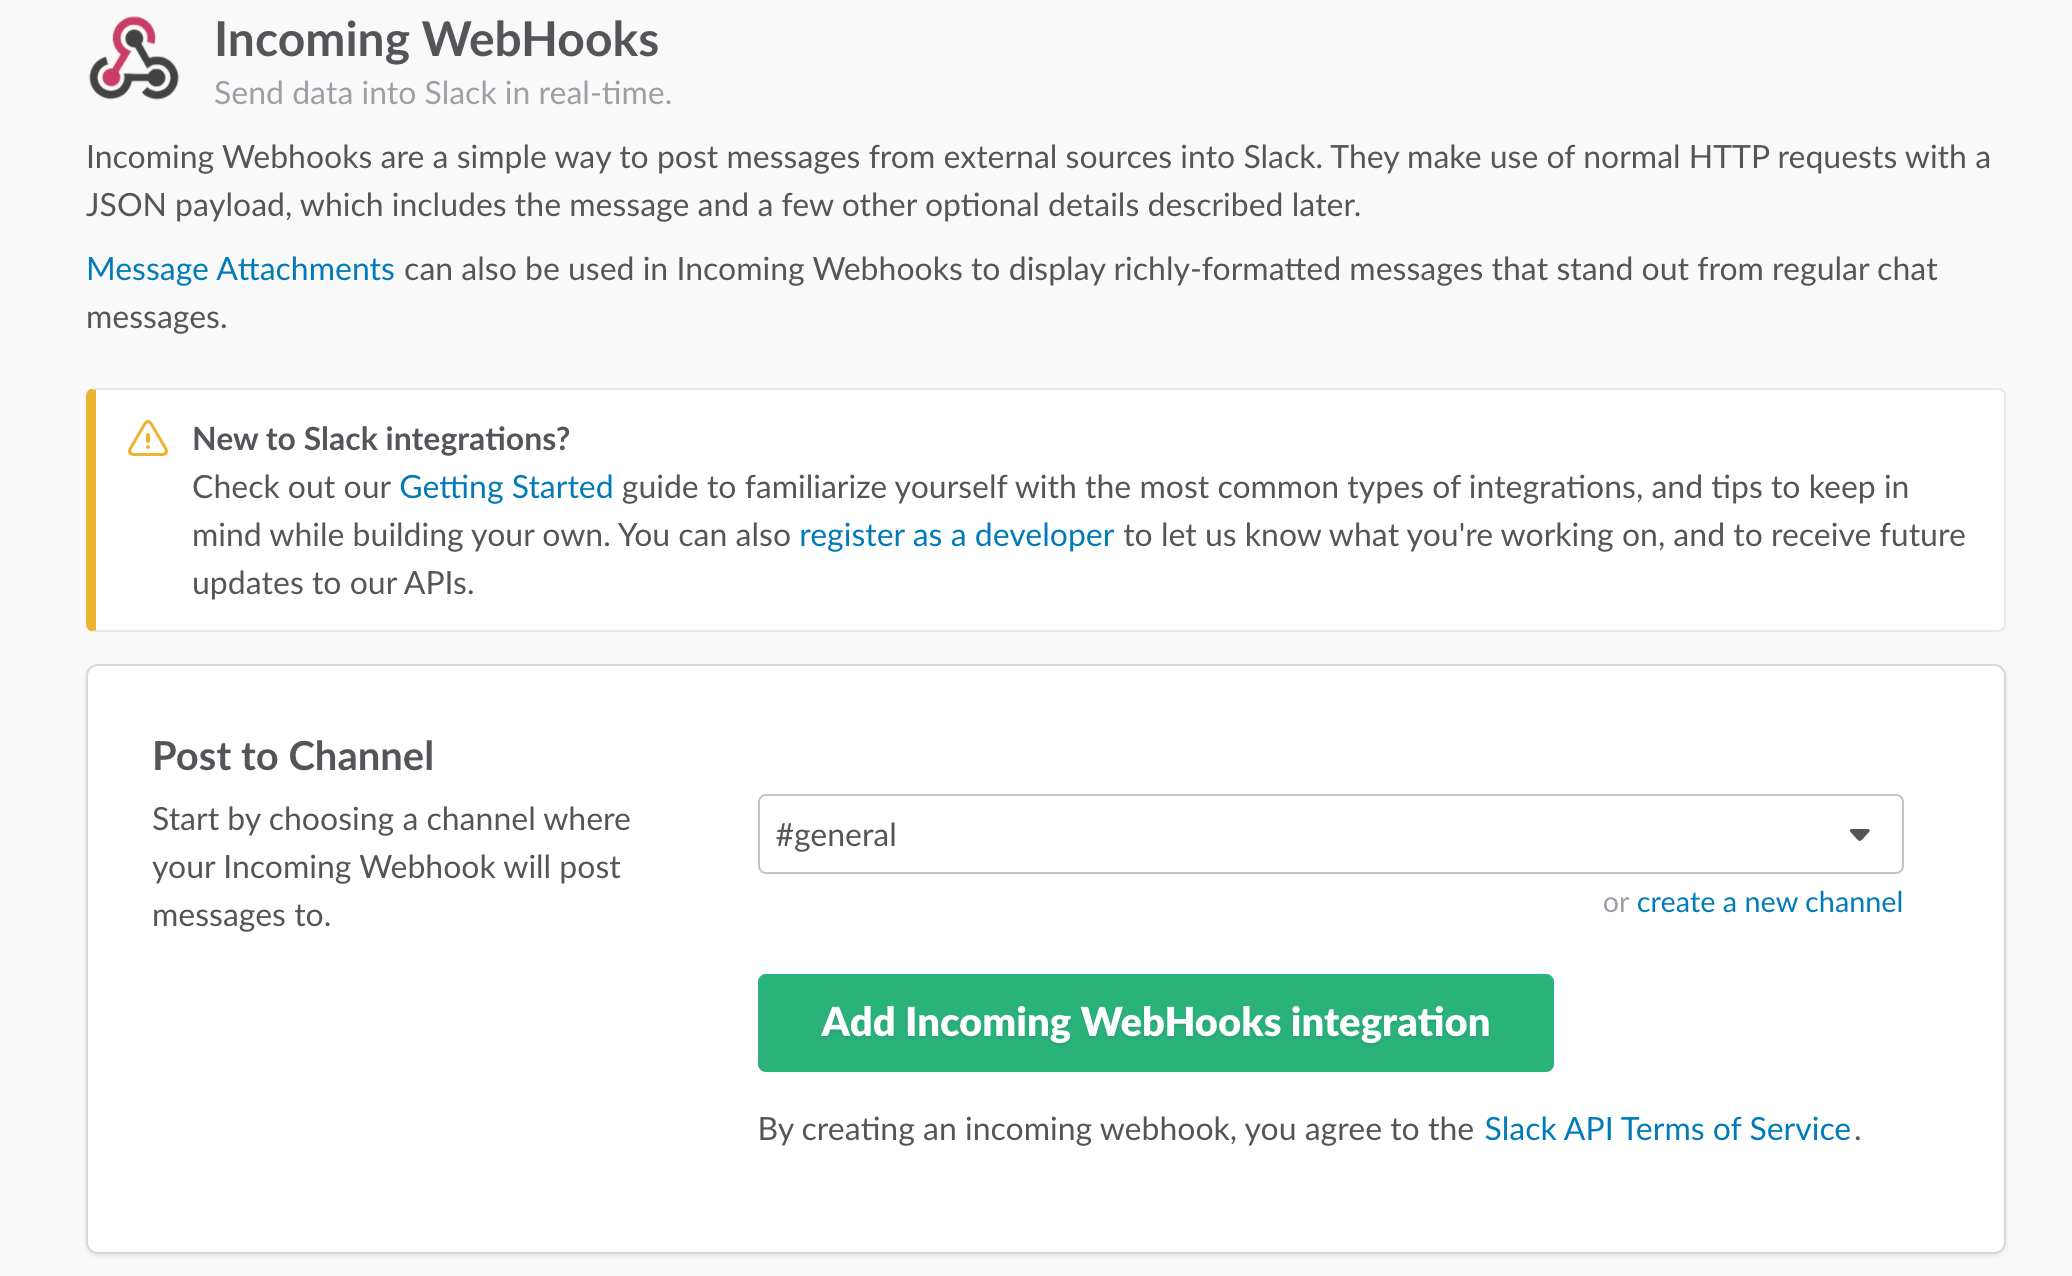 Incoming WebHooks
Send data into Slack in real-time.
Incoming Webhooks are a simple way to post messages from external sources into Slack. They make use of normal HTTP requests with a
JSON payload, which includes the message and a few other optional details described later.
Message Attachments can also be used in Incoming Webhooks to display richly-formatted messages that stand out from regular chat
messages.
New to Slack integrations?
Check out our Getting Started guide to familiarize yourself with the most common types of integrations, and tips to keep in
mind while building your own. You can also register as a developer to let us know what you're working on, and to receive future
updates to our APIs.
Post to Channel
Start by choosing a channel where
your Incoming Webhook will post
messages to.
#general
or create a new channel
Add Incoming WebHooks integration
By creating an incoming webhook, you agree to the Slack API Terms of Service.